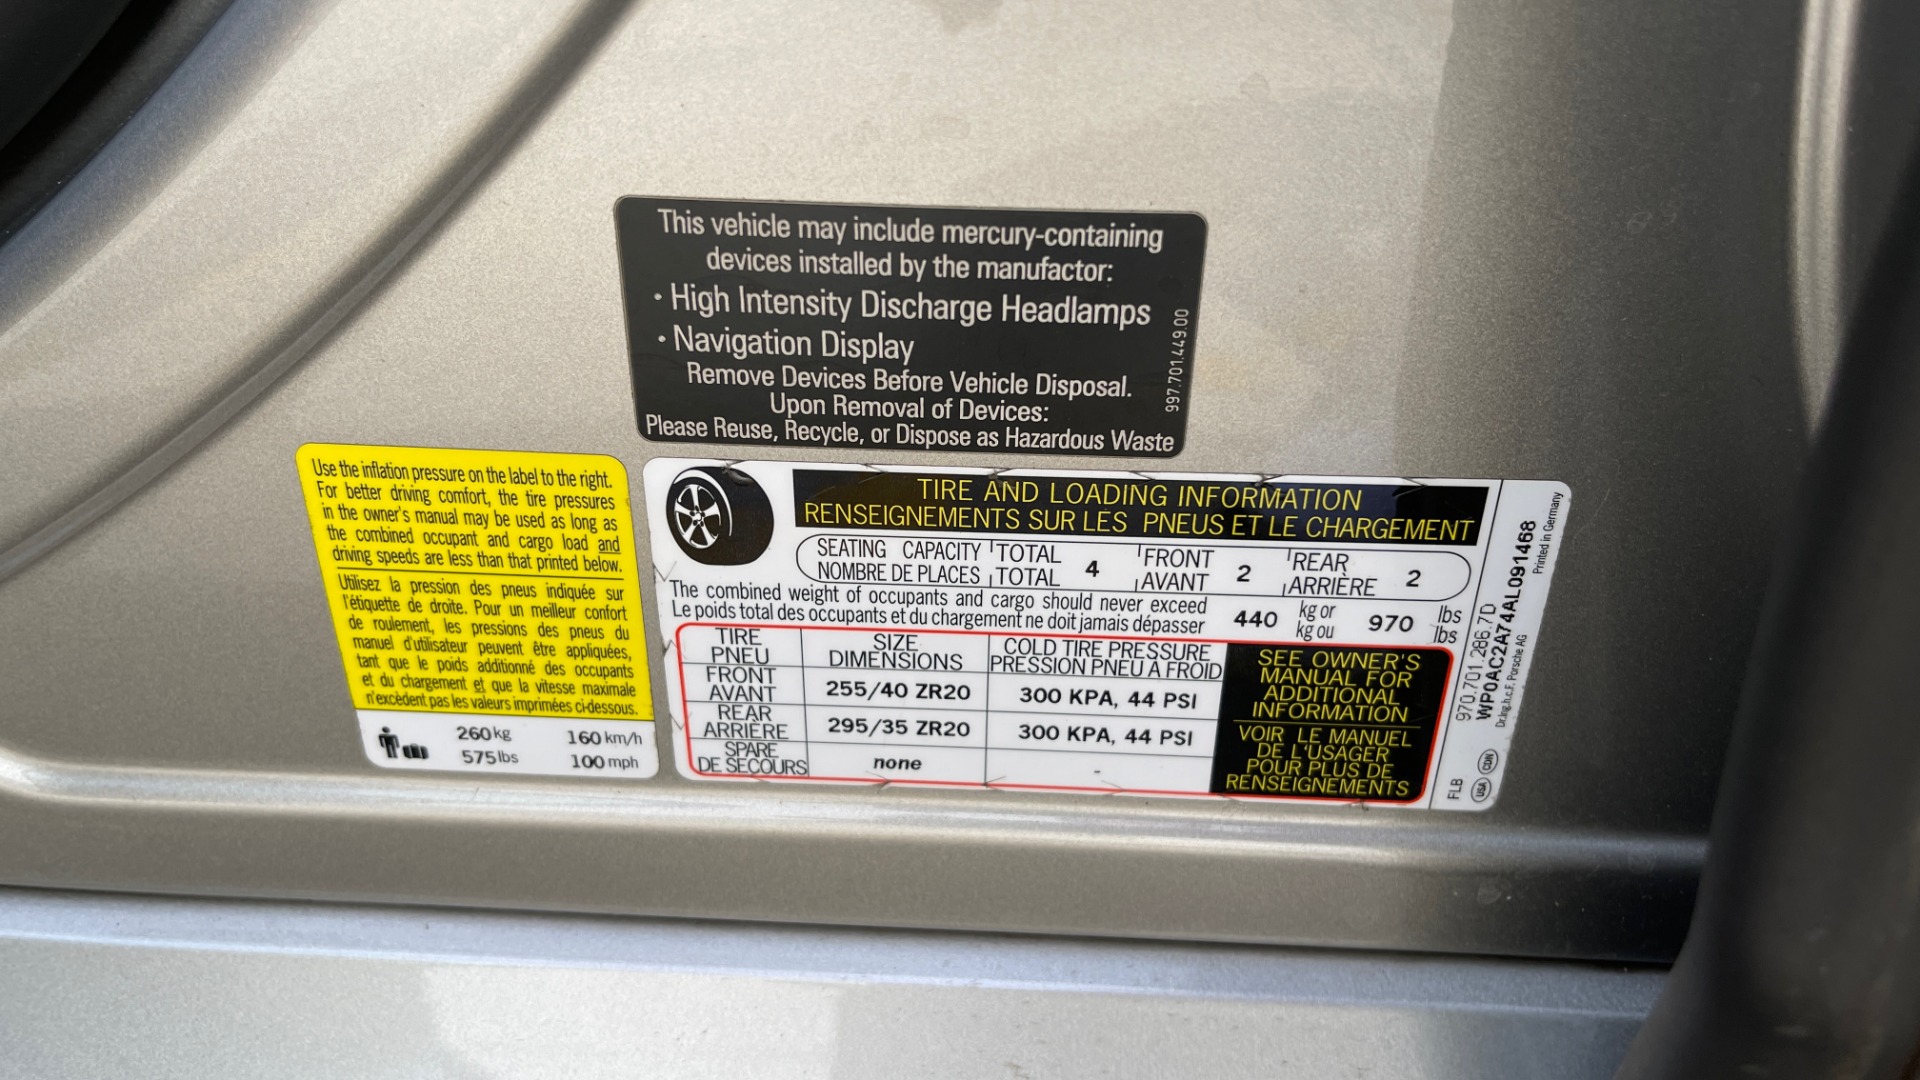 This vehicle may include mercury-containing
devices installed by the manufactor:
· High Intensity Discharge Headlamps
· Navigation Display
Remove Devices Before Vehicle Disposal.
Upon Removal of Devices:
Please Reuse, Recycle, or Dispose as Hazardous Waste
997.701.449.00
Use the inflation pressure on the label to the right.
For better driving comfort, the tire pressures
in the owner's manual may be used as long as
the combined occupant and cargo load and
driving speeds are less than that printed below.
Utilisez la pression des pneus indiquée sur
l'étiquette de droite. Pour un meilleur confort
de roulement, les pressions des pneus du
manuel d'utilisateur peuvent être appliquées,
tant que le poids additionné des occupants
et du chargement et que la vitesse maximale
n'excèdent pas les valeurs imprimées ci-dessous.
260kg 160 km/h
575lbs 100 mph
TIRE AND LOADING INFORMATION
RENSEIGNEMENTS SUR LES PNEUS ET LE CHARGEMENT
SEATING CAPACITY TOTAL 4 FRONT 2 REAR 2
NOMBRE DE PLACES TOTAL AVANT ARRIÈRE
The combined weight of occupants and cargo should never exceed 440 kg or 970 lbs
Le poids total des occupants et du chargement ne doit jamais dépasser kg ou lbs
TIRE SIZE COLD TIRE PRESSURE
PNEU DIMENSIONS PRESSION PNEU À FROID
FRONT 255/40 ZR20 300 KPA, 44 PSI
AVANT
REAR 295/35 ZR20 300 KPA, 44 PSI
ARRIÈRE
SPARE none -
DE SECOURS
SEE OWNER'S
MANUAL FOR
ADDITIONAL
INFORMATION
VOIR LE MANUEL
DE L'USAGER
POUR PLUS DE
RENSEIGNEMENTS
970.701.286.7D
WP0AC2A74AL091468
Dr.Ing.h.c.F. Porsche AG Printed in Germany
FLB USA CDN